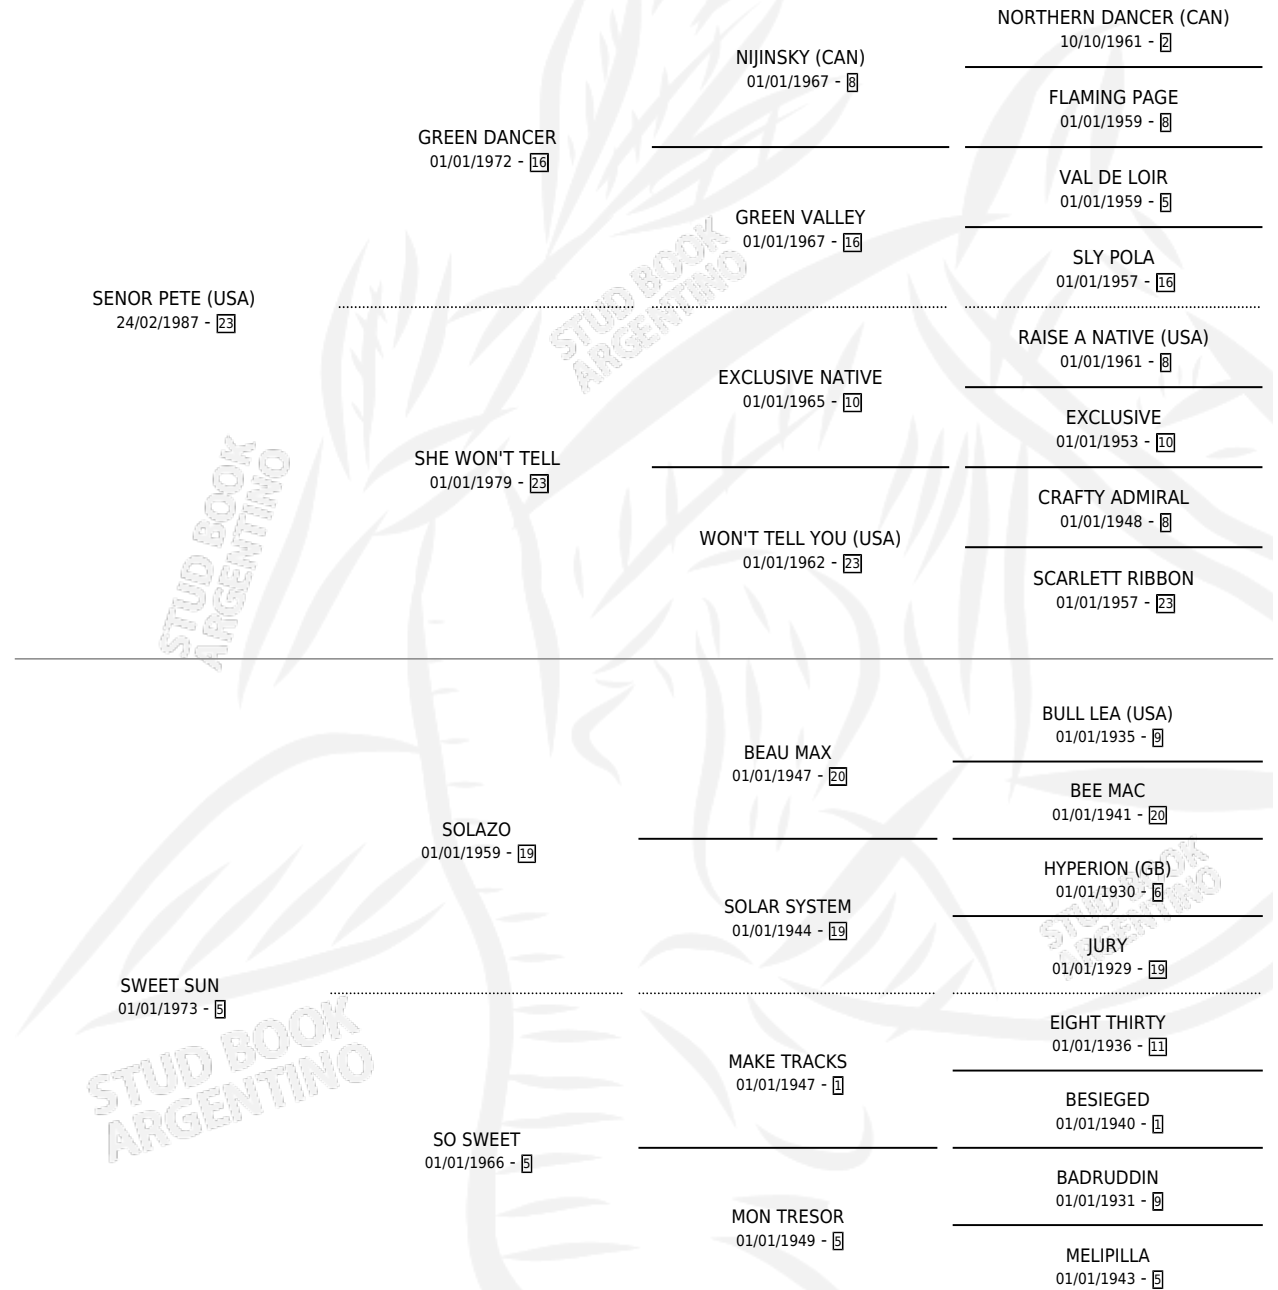 NORTHERN DANCER (CAN)
10/10/1961 - 2
NIJINSKY (CAN)
01/01/1967 - 8
FLAMING PAGE
01/01/1959 - 8
GREEN DANCER
01/01/1972 - 16
VAL DE LOIR
01/01/1959 - 5
GREEN VALLEY
01/01/1967 - 16
SLY POLA
01/01/1957 - 16
SENOR PETE (USA)
24/02/1987 - 23
RAISE A NATIVE (USA)
01/01/1961 - 8
EXCLUSIVE NATIVE
01/01/1965 - 10
EXCLUSIVE
01/01/1953 - 10
SHE WON'T TELL
01/01/1979 - 23
CRAFTY ADMIRAL
01/01/1948 - 8
WON'T TELL YOU (USA)
01/01/1962 - 23
SCARLETT RIBBON
01/01/1957 - 23
BULL LEA (USA)
01/01/1935 - 9
BEAU MAX
01/01/1947 - 20
BEE MAC
01/01/1941 - 20
SOLAZO
01/01/1959 - 19
HYPERION (GB)
01/01/1930 - 6
SOLAR SYSTEM
01/01/1944 - 19
JURY
01/01/1929 - 19
SWEET SUN
01/01/1973 - 5
EIGHT THIRTY
01/01/1936 - 11
MAKE TRACKS
01/01/1947 - 1
BESIEGED
01/01/1940 - 1
SO SWEET
01/01/1966 - 5
BADRUDDIN
01/01/1931 - 9
MON TRESOR
01/01/1949 - 5
MELIPILLA
01/01/1943 - 5
STUD BOOK
ARGENTINO
STUD BOOK
ARGENTINO
STUD BOOK
ARGENTINO
STUD BOOK
ARGENTINO